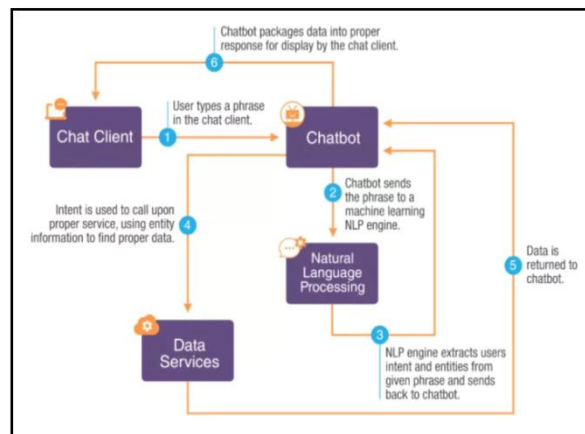 Chatbot packages data into proper
response for display by the chat client.
6
User types a phrase
in the chat client.
Chat Client
1
Chatbot
Chatbot sends
the phrase to a
machine learning
NLP engine.
2
Intent is used to call upon
proper service, using entity
information to find proper data.
4
Natural
Language
Processing
Data is
returned to
chatbot.
5
3
NLP engine extracts users
intent and entities from
given phrase and sends
back to chatbot.
Data
Services